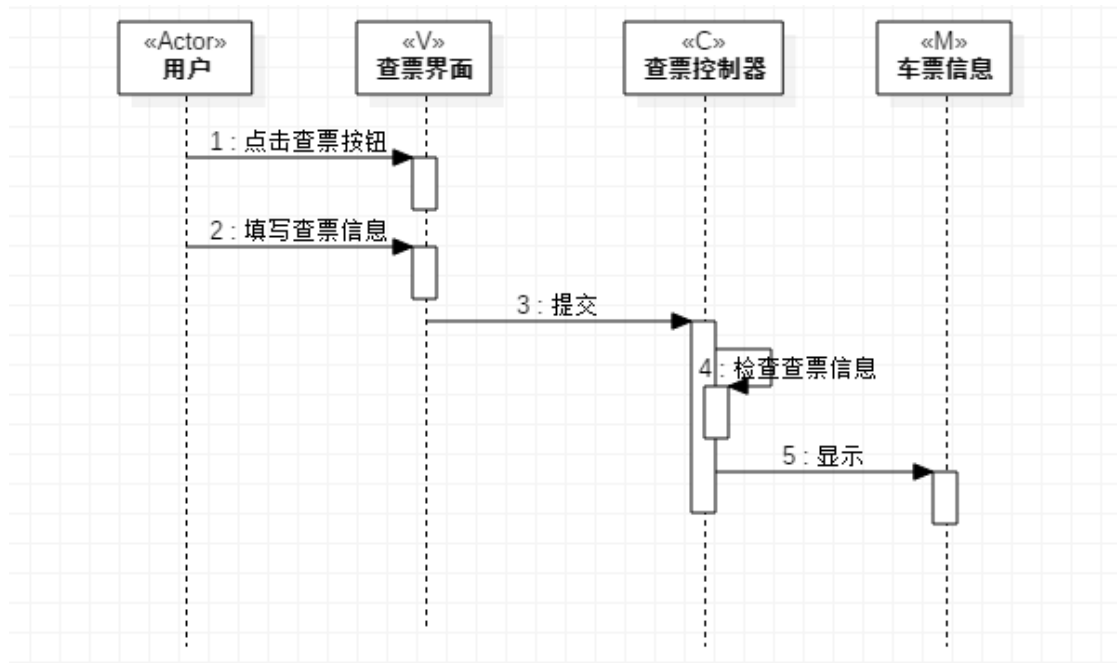 «Actor»
用户
«V»
查票界面
«C»
查票控制器
«M»
车票信息
1 : 点击查票按钮
2 : 填写查票信息
3 : 提交
4 : 检查查票信息
5 : 显示